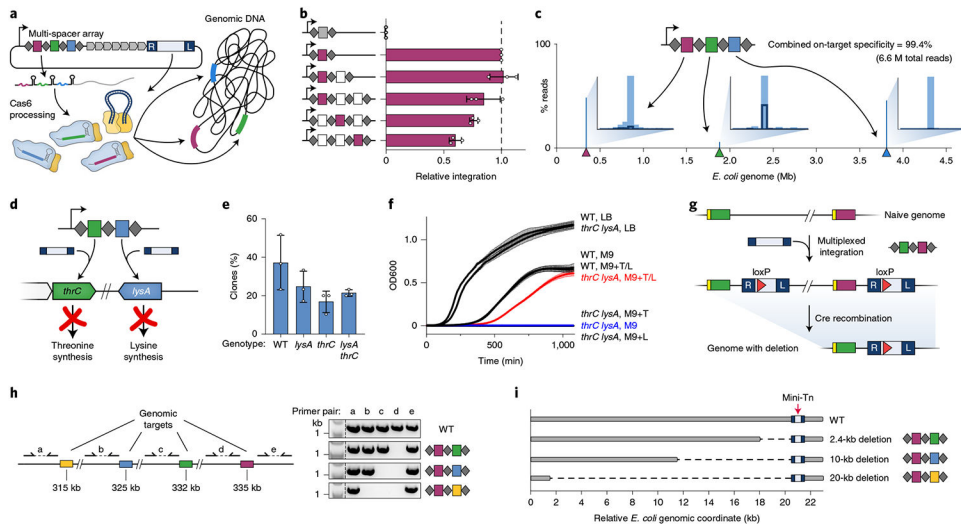 a
Multi-spacer array
Genomic DNA
R
L
Cas6
processing
b
0
0.5
1.0
Relative integration
c
Combined on-target specificity = 99.4%
(6.6 M total reads)
100
% reads
0
0
0.5
1.0
1.5
2.0
2.5
3.0
3.5
4.0
4.5
E. coli genome (Mb)
d
thrC
lysA
Threonine
synthesis
Lysine
synthesis
e
60
40
20
0
Clones (%)
Genotype: WT lysA thrC lysA
thrC
f
OD600
1.0
0.5
0
0
500
1,000
Time (min)
WT, LB
thrC lysA, LB
WT, M9
WT, M9+T/L
thrC lysA, M9+T/L
thrC lysA, M9+T
thrC lysA, M9
thrC lysA, M9+L
g
Naive genome
Multiplexed
integration
loxP
loxP
R L
R L
Cre recombination
Genome with deletion
R L
h
Genomic
targets
a b c d e
315 kb
325 kb
332 kb
335 kb
Primer pair: a b c d e
kb
1
WT
1
1
1
i
Mini-Tn
WT
2.4-kb deletion
10-kb deletion
20-kb deletion
0 2 4 6 8 10 12 14 16 18 20 22
Relative E. coli genomic coordinate (kb)